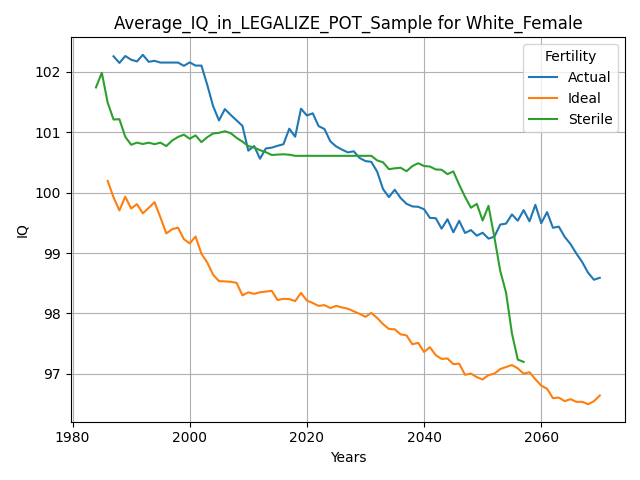 Average_IQ_in_LEGALIZE_POT_Sample for White_Female
Fertility
Actual
Ideal
Sterile
IQ
102
101
100
99
98
97
1980
2000
2020
2040
2060
Years